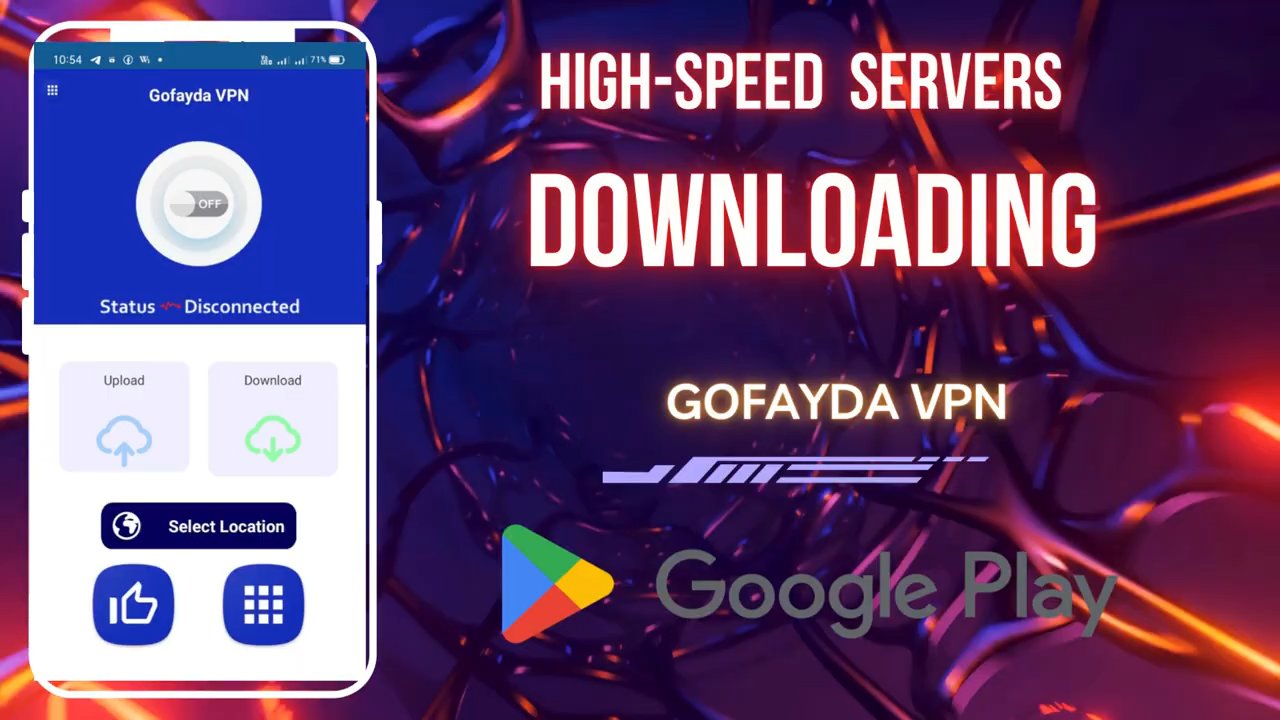 10:54
71%
Gofayda VPN
OFF
Status Disconnected
Upload Download
Select Location
HIGH-SPEED SERVERS
DOWNLOADING
GOFAYDA VPN
Google Play